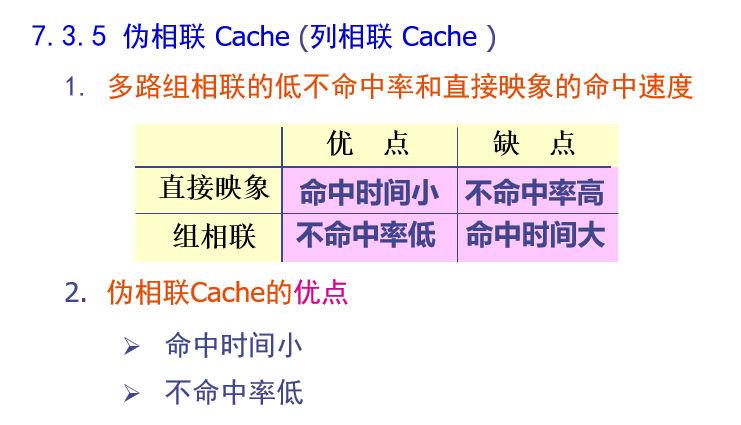 7.3.5 伪相联 Cache (列相联 Cache )
1. 多路组相联的低不命中率和直接映象的命中速度
优 点 缺 点
直接映象 命中时间小 不命中率高
组相联 不命中率低 命中时间大
2. 伪相联Cache的优点
➢ 命中时间小
➢ 不命中率低